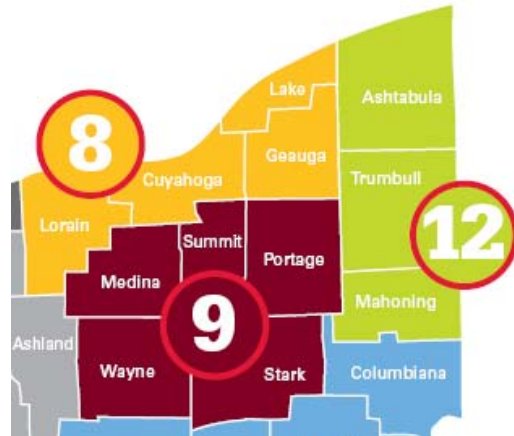 Lake
Ashtabula
8
Geauga
Cuyahoga
Trumbull
Lorain
12
Summit
Portage
Medina
Mahoning
9
Ashland
Wayne
Stark
Columbiana